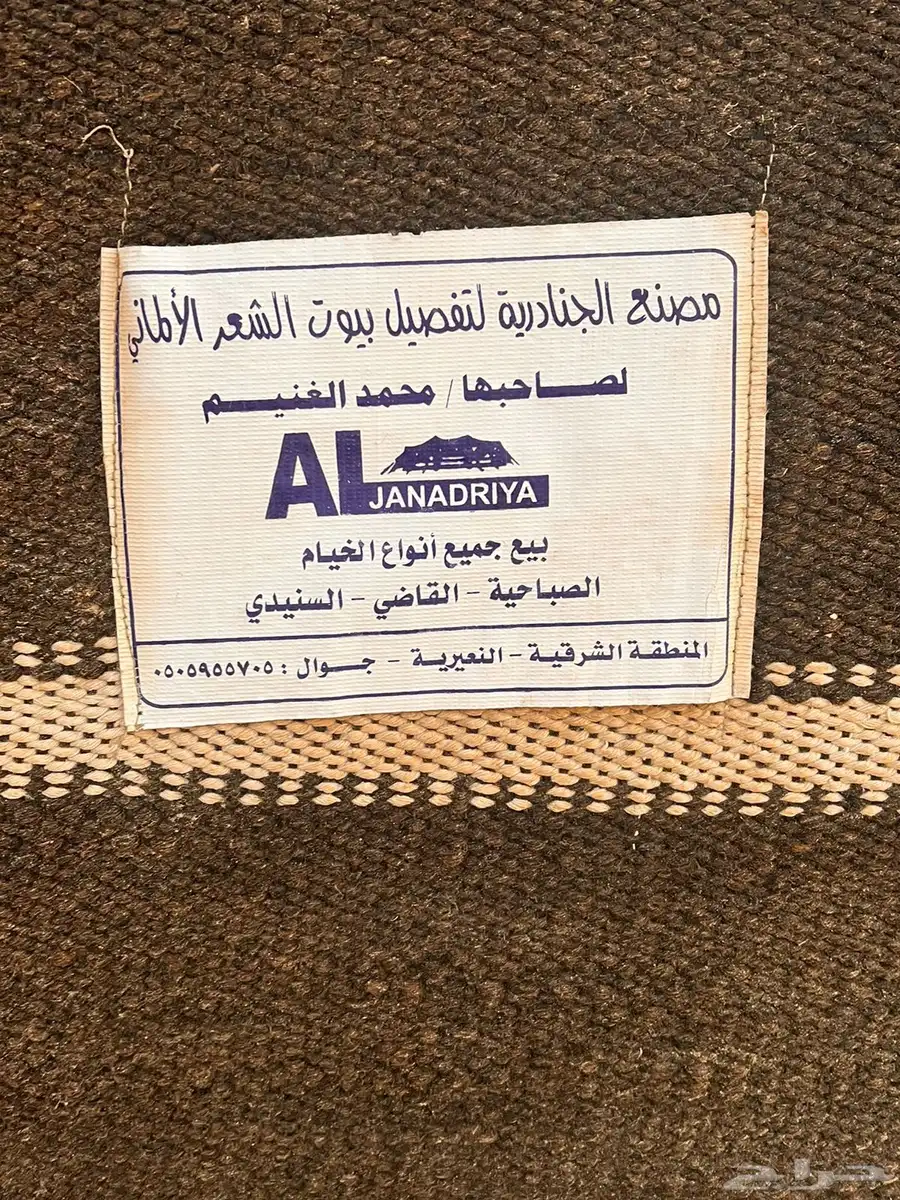 مصنع الجنادرية لتفصيل بيوت الشعر الألماني
لصاحبها / محمد الغنيم
AL JANADRIYA
بيع جميع أنواع الخيام
الصباحية - القاضي - السنيدي
المنطقة الشرقية - النعيرية - جوال : ٠٥٠٥٩٥٥٧٠٥
حراج